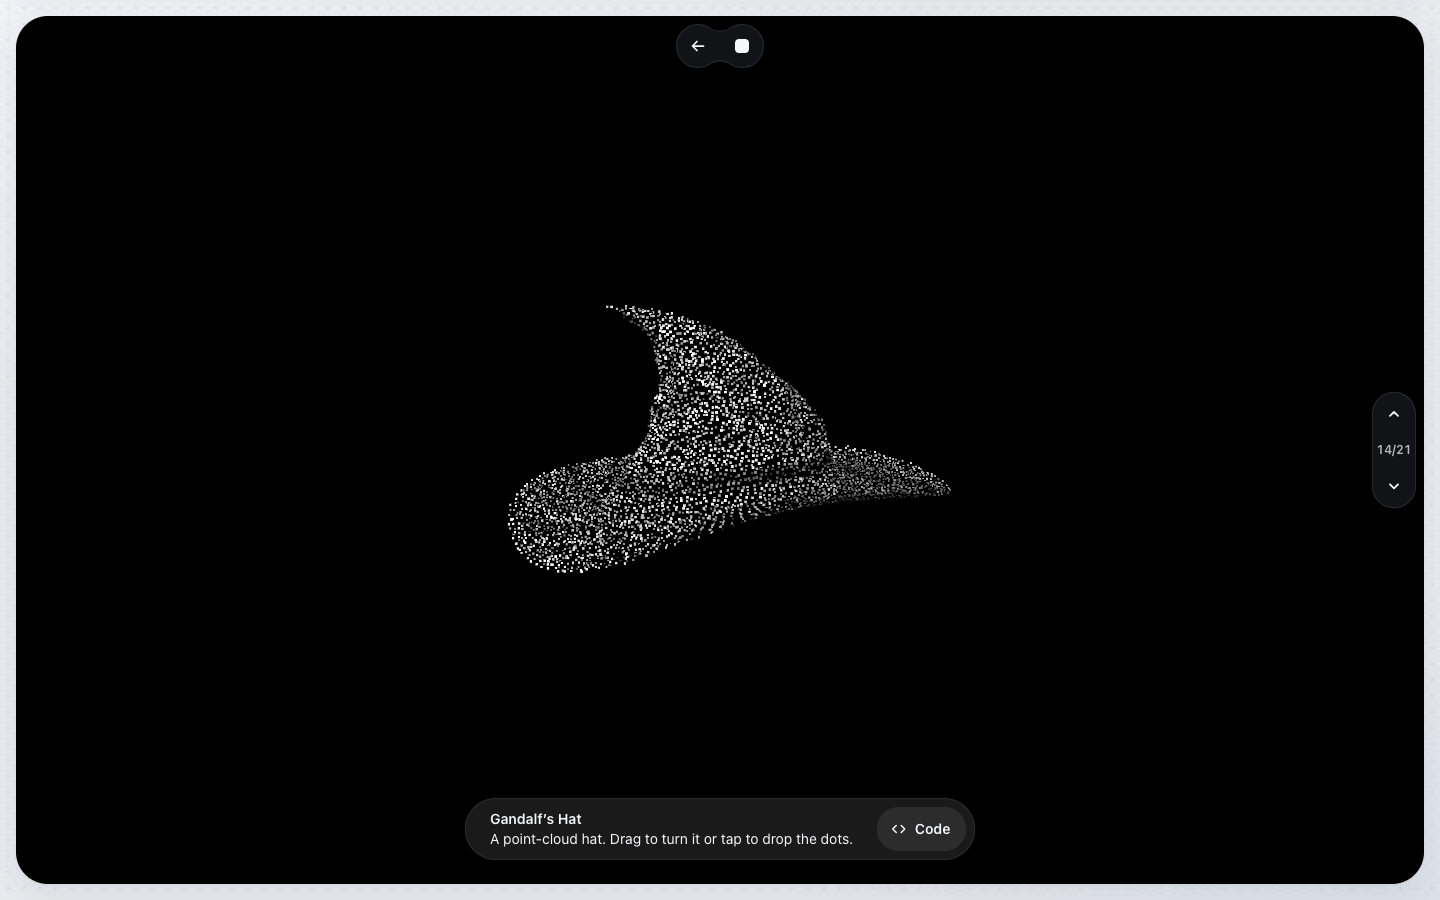 14/21
Gandalf’s Hat
A point-cloud hat. Drag to turn it or tap to drop the dots.
Code